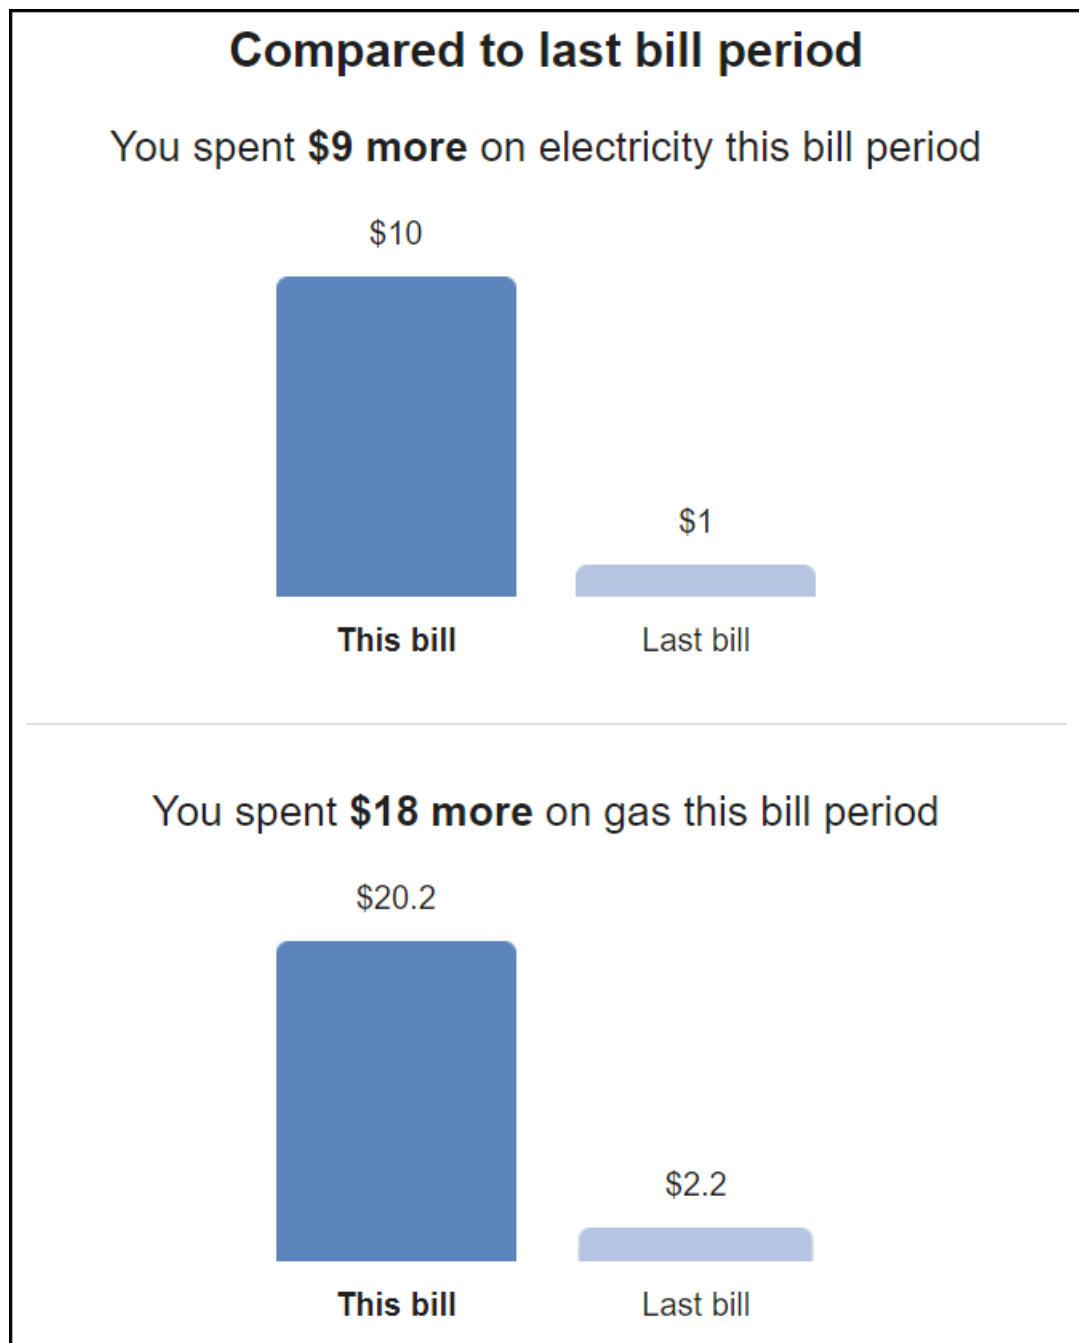 Compared to last bill period
You spent $9 more on electricity this bill period
$10
$1
This bill
Last bill
You spent $18 more on gas this bill period
$20.2
$2.2
This bill
Last bill